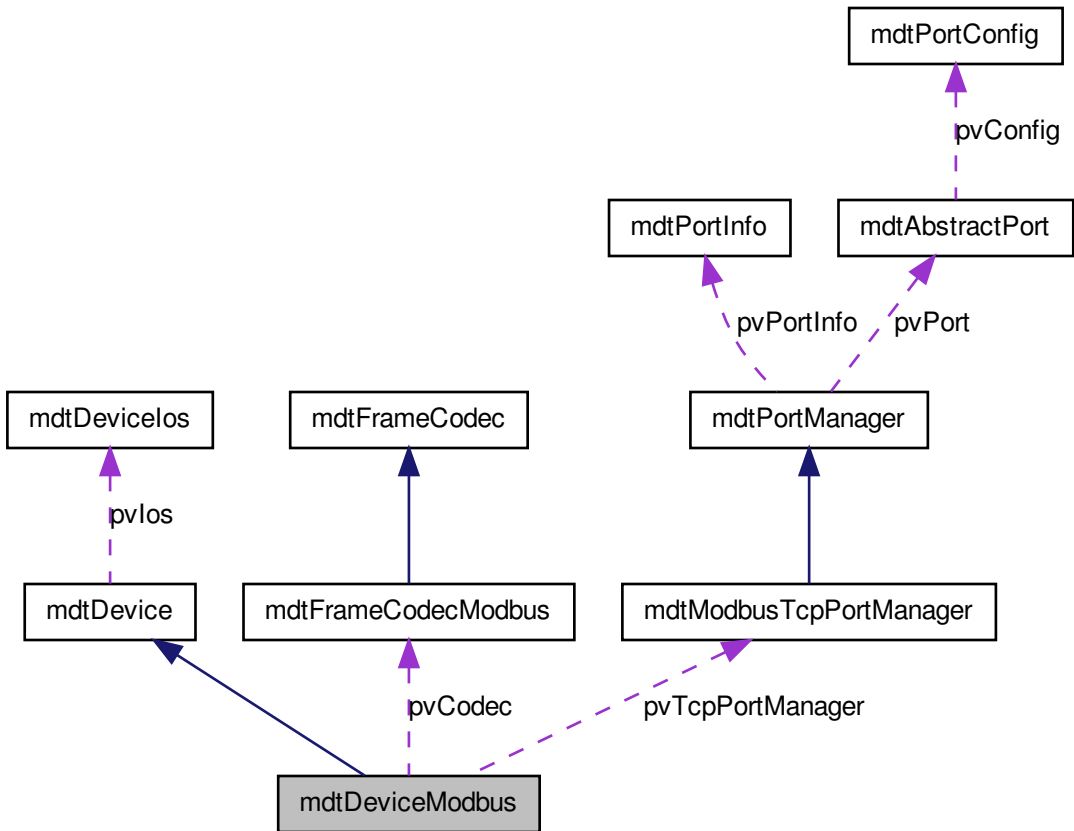 mdtPortConfig
pvConfig
mdtPortInfo
mdtAbstractPort
pvPortInfo
pvPort
mdtDeviceIos
mdtFrameCodec
mdtPortManager
pvIos
mdtDevice
mdtFrameCodecModbus
mdtModbusTcpPortManager
pvCodec
pvTcpPortManager
mdtDeviceModbus